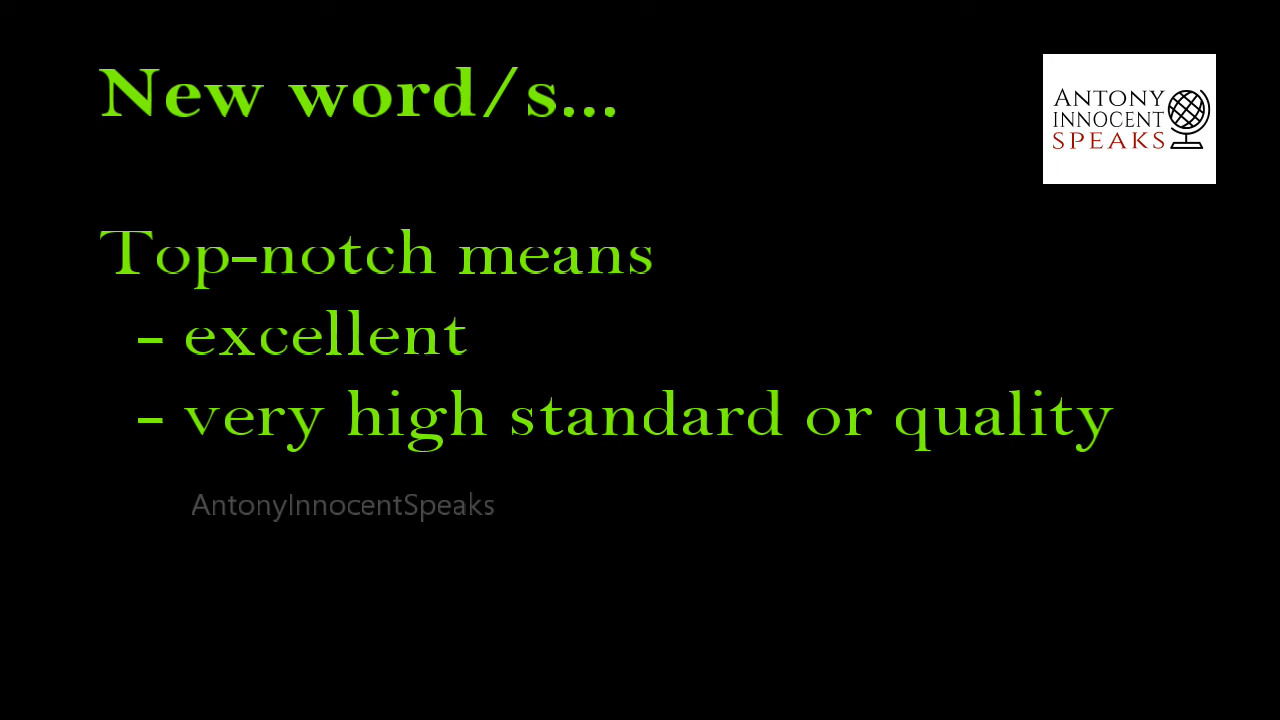 New word/s...
ANTONY
INNOCENT
SPEAKS
Top-notch means
- excellent
- very high standard or quality
AntonyInnocentSpeaks